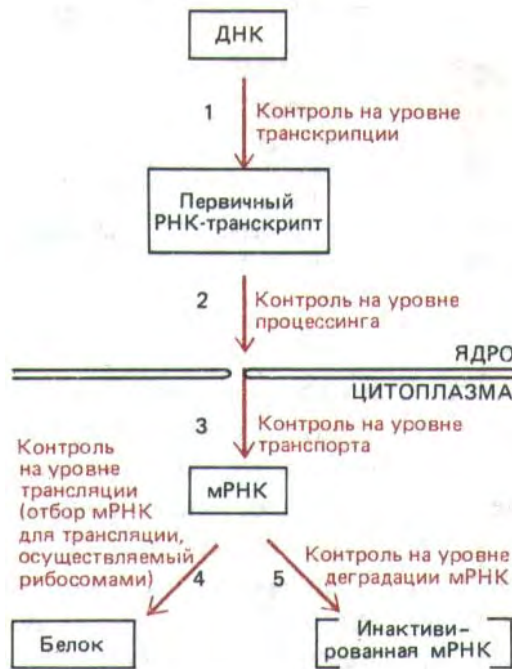 ДНК
1
Контроль на уровне
транскрипции
Первичный
РНК-транскрипт
2
Контроль на уровне
процессинга
ЯДРО
ЦИТОПЛАЗМА
3
Контроль на уровне
транспорта
мРНК
Контроль
на уровне
трансляции
(отбор мРНК
для трансляции,
осуществляемый
рибосомами)
4
5
Контроль на уровне
деградации мРНК
Белок
Инактиви-
рованная мРНК